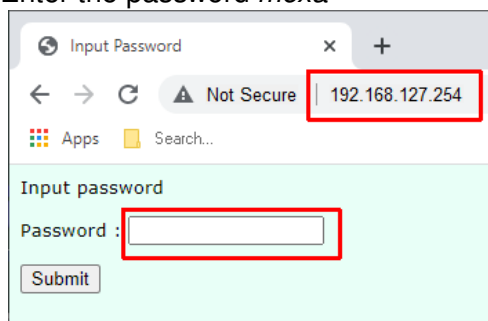 Enter the password moxa
Input Password × +
Not Secure | 192.168.127.254
Apps Search...
Input password
Password :
Submit